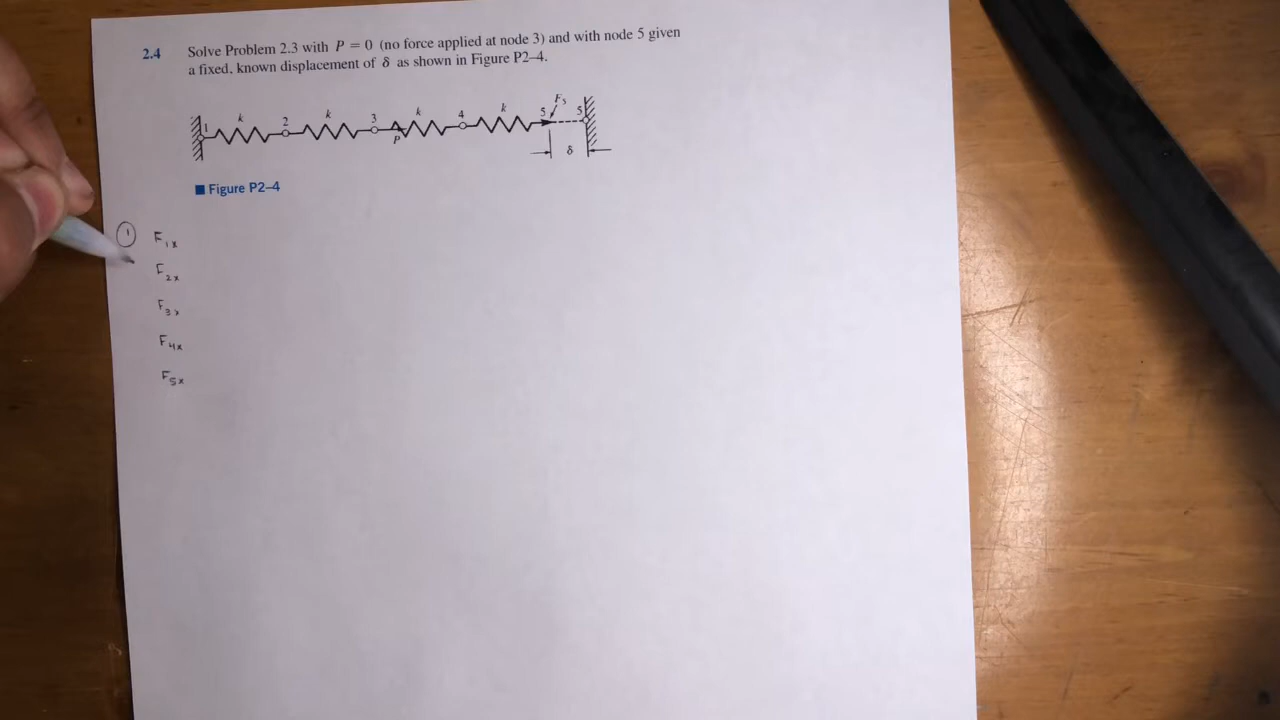 2.4 Solve Problem 2.3 with P = 0 (no force applied at node 3) and with node 5 given
a fixed, known displacement of δ as shown in Figure P2–4.
k k k k F₅
1 2 3 4 5 5
P
δ
■ Figure P2–4
① F₁ₓ
F₂ₓ
F₃ₓ
F₄ₓ
F₅ₓ